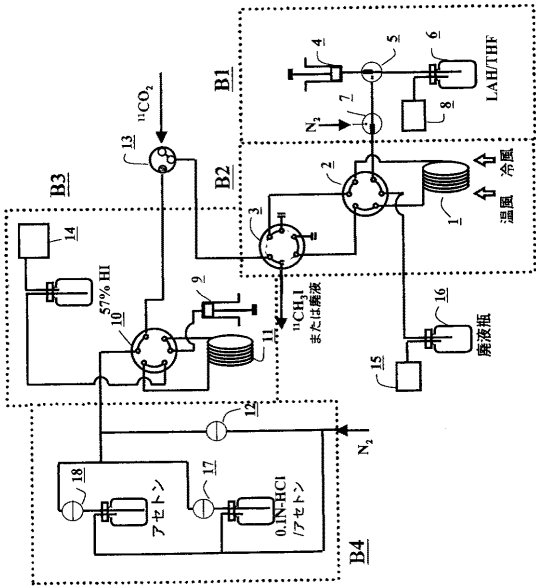 B1
4
5
6
LAH/THF
8
7
N₂
B2
2
3
1
冷風
温風
¹¹CO₂
13
B3
14
57% HI
10
9
11
¹¹CH₃I
または廃液
16
廃液瓶
15
12
N₂
B4
18
アセトン
17
0.1N-HCl
/アセトン